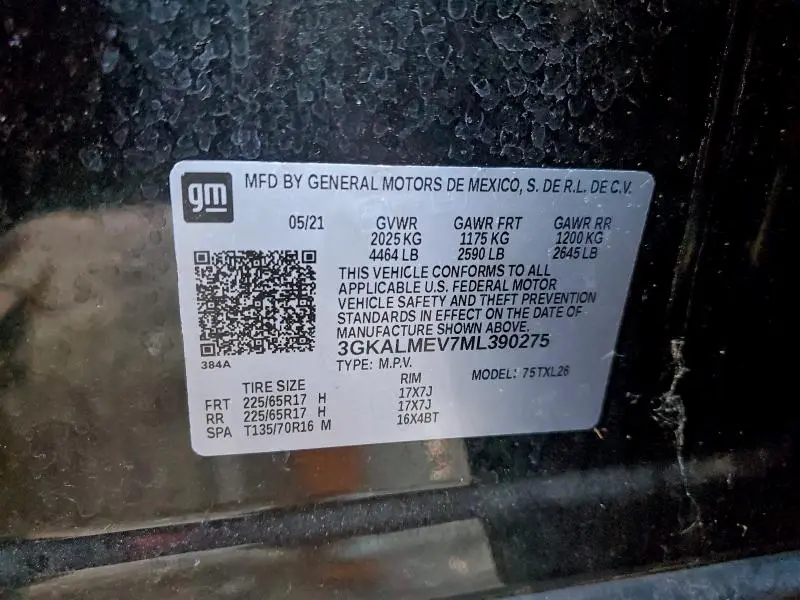 gm
MFD BY GENERAL MOTORS DE MEXICO, S. DE R.L. DE C.V.
05/21 GVWR GAWR FRT GAWR RR
2025 KG 1175 KG 1200 KG
4464 LB 2590 LB 2645 LB
THIS VEHICLE CONFORMS TO ALL
APPLICABLE U.S. FEDERAL MOTOR
VEHICLE SAFETY AND THEFT PREVENTION
STANDARDS IN EFFECT ON THE DATE OF
MANUFACTURE SHOWN ABOVE.
3GKALMEV7ML390275
384A
TYPE: M.P.V. MODEL: 75TXL26
TIRE SIZE RIM
FRT 225/65R17 H 17X7J
RR 225/65R17 H 17X7J
SPA T135/70R16 M 16X4BT